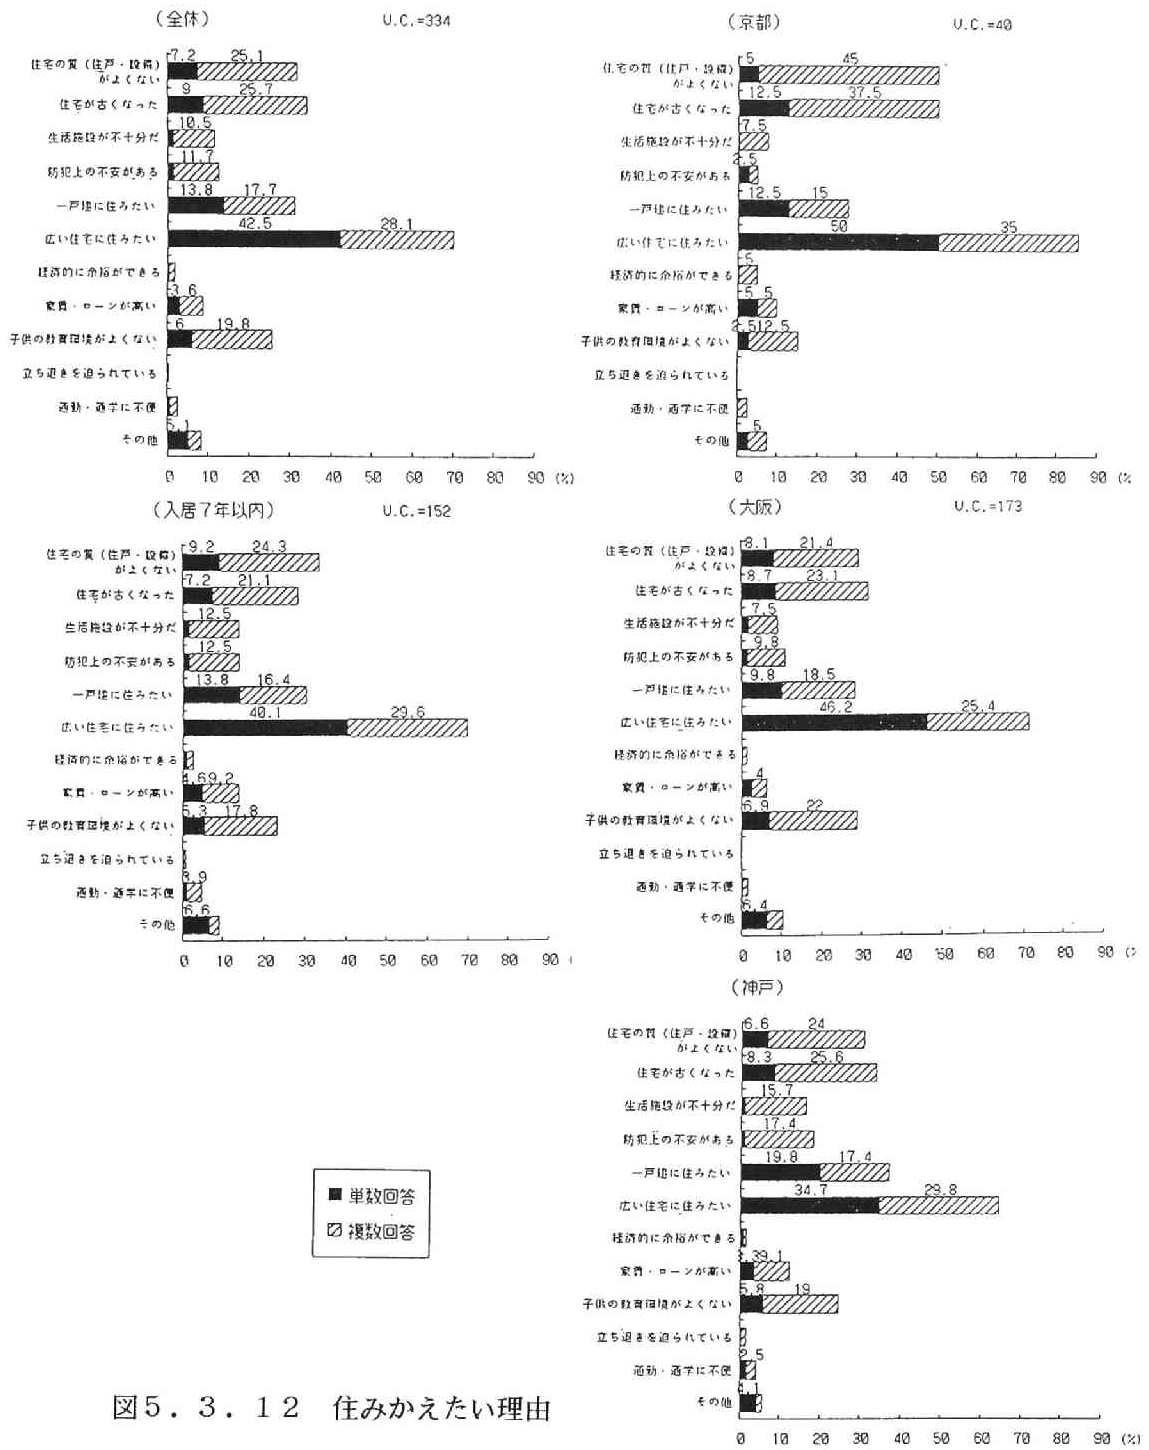 （全体）
U.C.=334
7.2 25.1
住宅の質（住戸・設備）
がよくない
9 25.7
住宅が古くなった
10.5
生活施設が不十分だ
11.7
防犯上の不安がある
13.8 17.7
一戸建に住みたい
42.5 28.1
広い住宅に住みたい
経済的に余裕ができる
3.6
家賃・ローンが高い
6 19.8
子供の教育環境がよくない
立ち退きを迫られている
通勤・通学に不便
5.1
その他
0 10 20 30 40 50 60 70 80 90 (%)
（京都）
U.C.=40
5 45
住宅の質（住戸・設備）
がよくない
12.5 37.5
住宅が古くなった
7.5
生活施設が不十分だ
2.5
防犯上の不安がある
12.5 15
一戸建に住みたい
50 35
広い住宅に住みたい
5
経済的に余裕ができる
5 5
家賃・ローンが高い
2.5 12.5
子供の教育環境がよくない
立ち退きを迫られている
通勤・通学に不便
5
その他
0 10 20 30 40 50 60 70 80 90 (%
（入居７年以内）
U.C.=152
9.2 24.3
住宅の質（住戸・設備）
がよくない
7.2 21.1
住宅が古くなった
12.5
生活施設が不十分だ
12.5
防犯上の不安がある
13.8 16.4
一戸建に住みたい
40.1 29.6
広い住宅に住みたい
経済的に余裕ができる
4.6 9.2
家賃・ローンが高い
5.3 17.8
子供の教育環境がよくない
立ち退きを迫られている
3.9
通勤・通学に不便
6.6
その他
0 10 20 30 40 50 60 70 80 90 (
（大阪）
U.C.=173
8.1 21.4
住宅の質（住戸・設備）
がよくない
8.7 23.1
住宅が古くなった
7.5
生活施設が不十分だ
9.8
防犯上の不安がある
9.8 18.5
一戸建に住みたい
46.2 25.4
広い住宅に住みたい
経済的に余裕ができる
4
家賃・ローンが高い
6.9 22
子供の教育環境がよくない
立ち退きを迫られている
通勤・通学に不便
6.4
その他
0 10 20 30 40 50 60 70 80 90 (%
（神戸）
6.6 24
住宅の質（住戸・設備）
がよくない
8.3 25.6
住宅が古くなった
15.7
生活施設が不十分だ
17.4
防犯上の不安がある
19.8 17.4
一戸建に住みたい
34.7 29.8
広い住宅に住みたい
経済的に余裕ができる
3.3 9.1
家賃・ローンが高い
5.8 19
子供の教育環境がよくない
立ち退きを迫られている
2.5
通勤・通学に不便
4.1
その他
0 10 20 30 40 50 60 70 80 90 (%)
単数回答
複数回答
図５．３．１２　住みかえたい理由